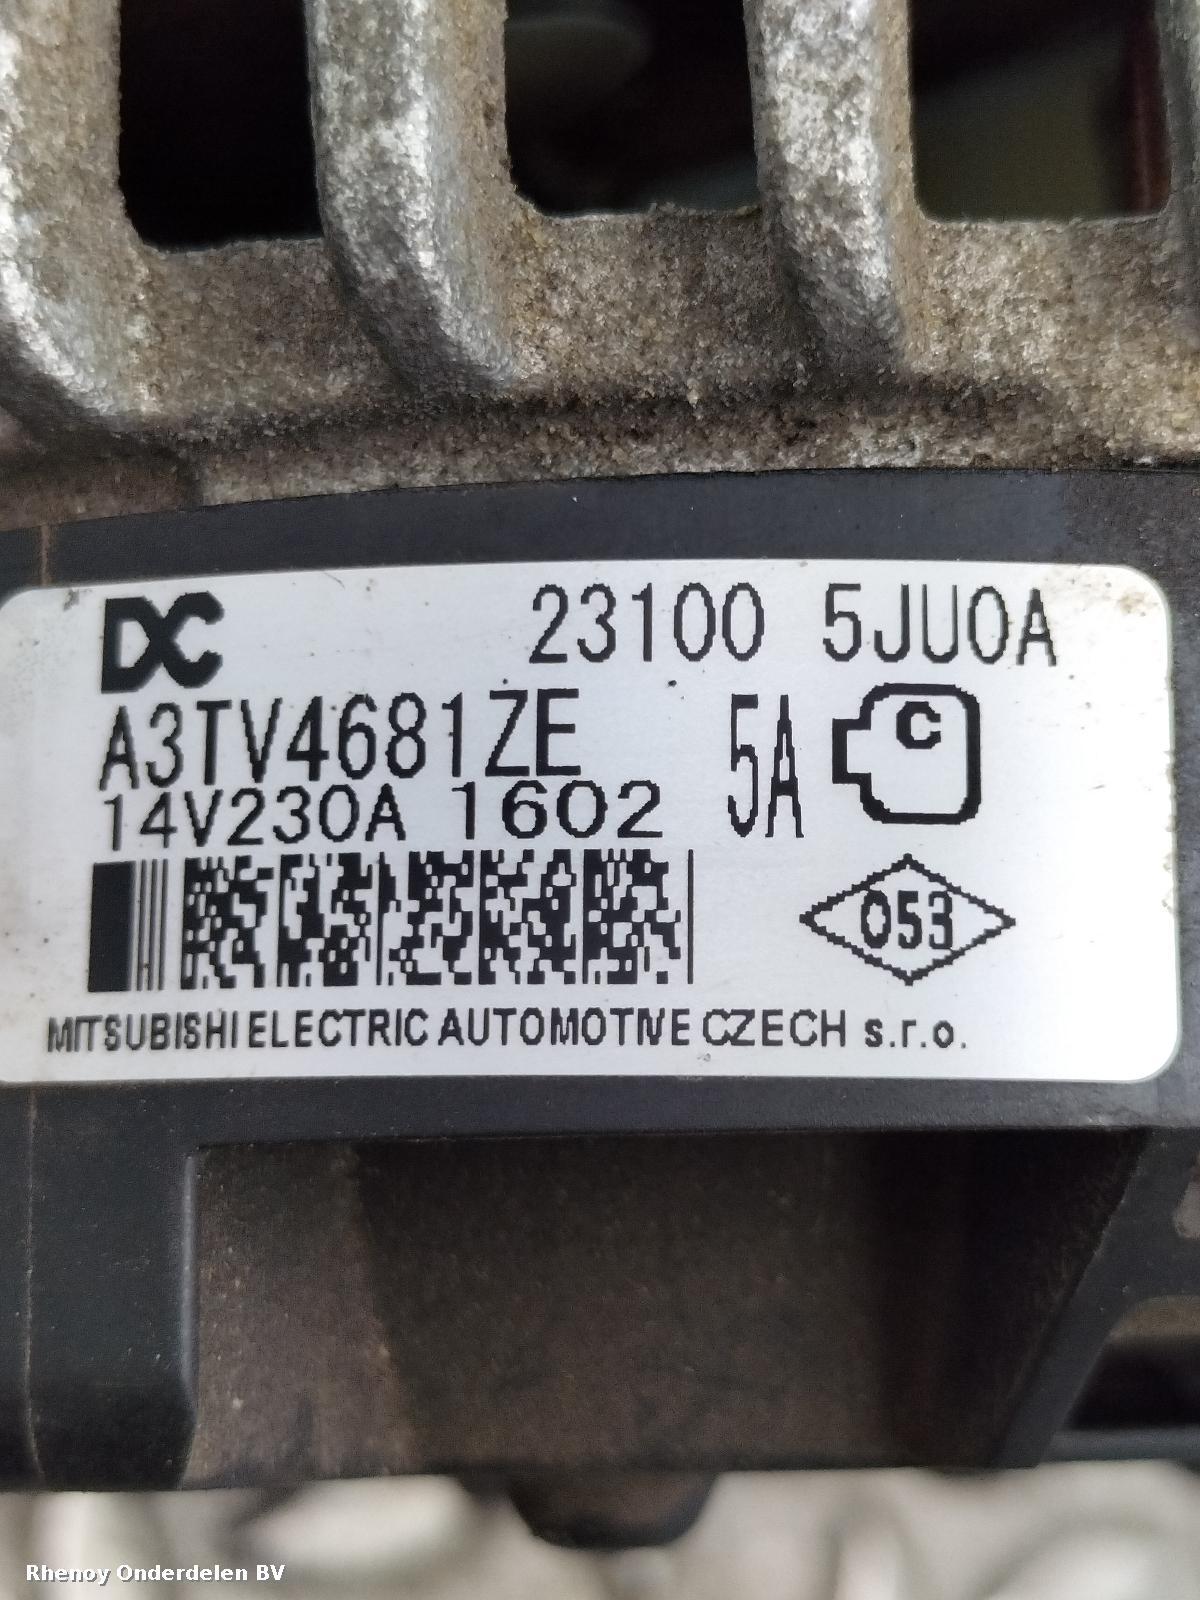 DC 23100 5JU0A
A3TV4681ZE 5A C
14V230A 1602
053
MITSUBISHI ELECTRIC AUTOMOTIVE CZECH s.r.o.
Rhenoy Onderdelen BV